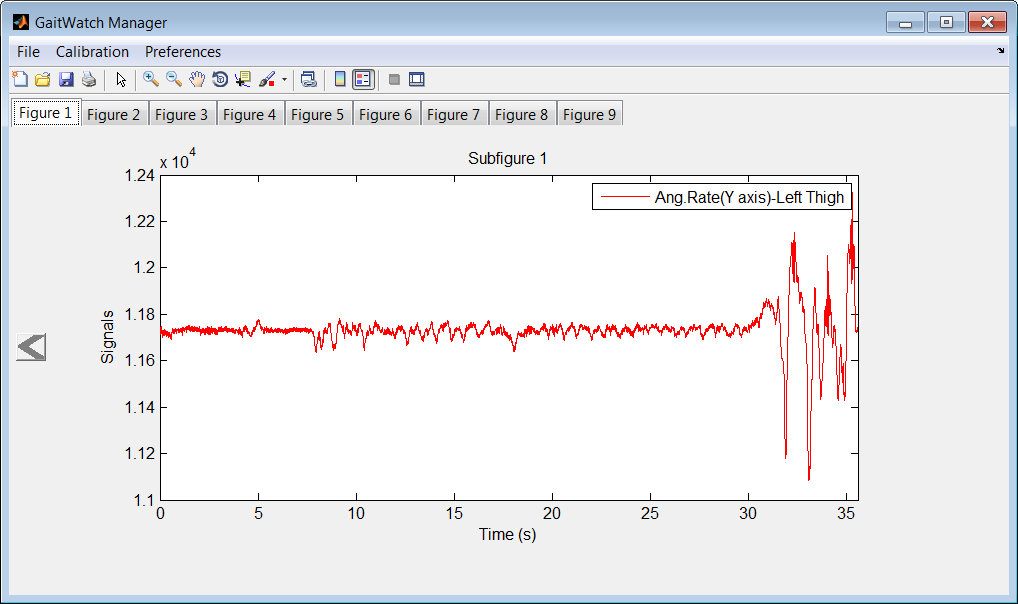 GaitWatch Manager
File Calibration Preferences
Figure 1 Figure 2 Figure 3 Figure 4 Figure 5 Figure 6 Figure 7 Figure 8 Figure 9
x 10^4
Subfigure 1
Ang.Rate(Y axis)-Left Thigh
Signals
1.24
1.22
1.2
1.18
1.16
1.14
1.12
1.1
0 5 10 15 20 25 30 35
Time (s)